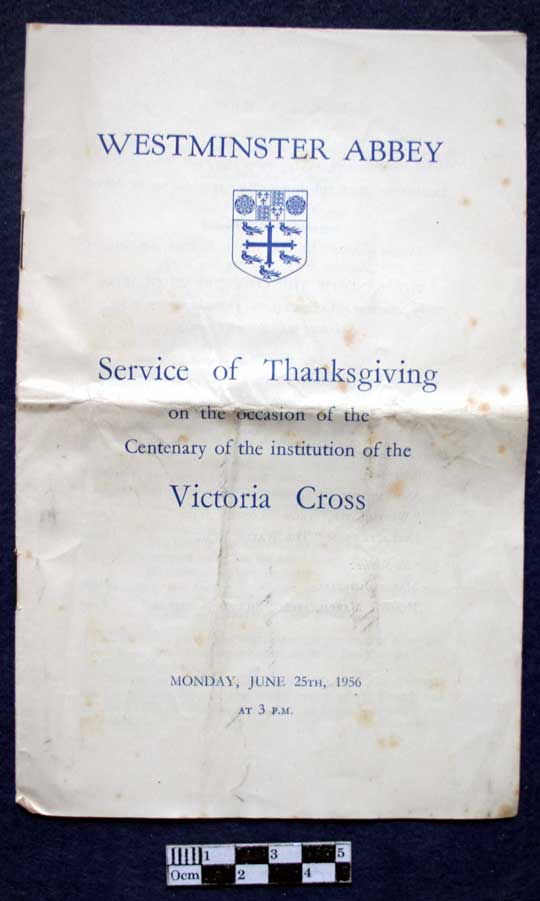 WESTMINSTER ABBEY
Service of Thanksgiving
on the occasion of the
Centenary of the institution of the
Victoria Cross
MONDAY, JUNE 25TH, 1956
AT 3 P.M.
1 3 5
0cm 2 4